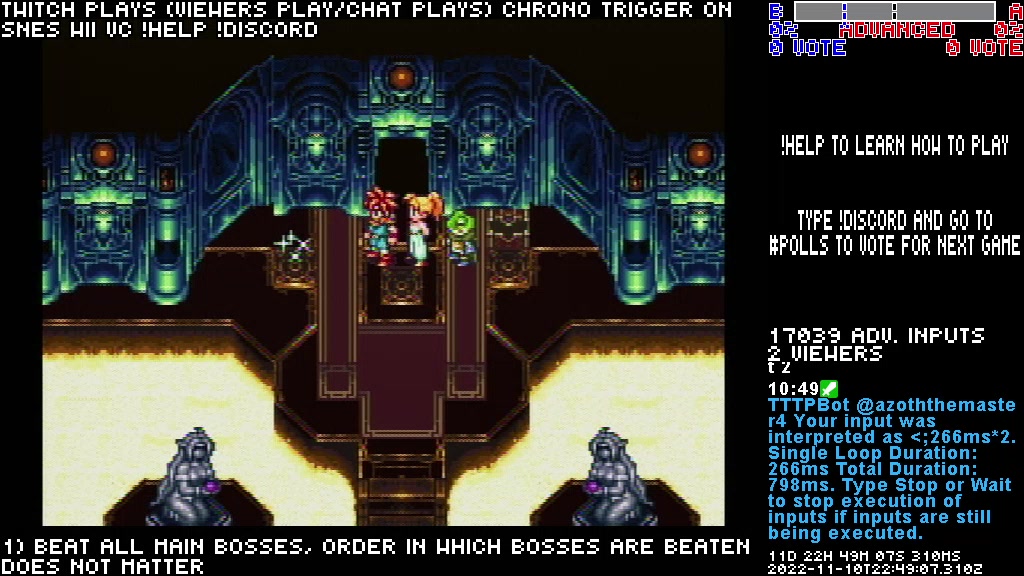 TWITCH PLAYS (VIEWERS PLAY/CHAT PLAYS) CHRONO TRIGGER ON
SNES WII VC !HELP !DISCORD
B A
0% ADVANCED 0%
0 VOTE 0 VOTE
!HELP TO LEARN HOW TO PLAY
TYPE !DISCORD AND GO TO
#POLLS TO VOTE FOR NEXT GAME
17039 ADV. INPUTS
2 VIEWERS
t 2
10:49
TTTPBot @azoththemaste
r4 Your input was
interpreted as <;266ms*2.
Single Loop Duration:
266ms Total Duration:
798ms. Type Stop or Wait
to stop execution of
inputs if inputs are still
being executed.
1) BEAT ALL MAIN BOSSES, ORDER IN WHICH BOSSES ARE BEATEN
DOES NOT MATTER
11D 22H 49M 07S 310MS
2022-11-10T22:49:07.310Z